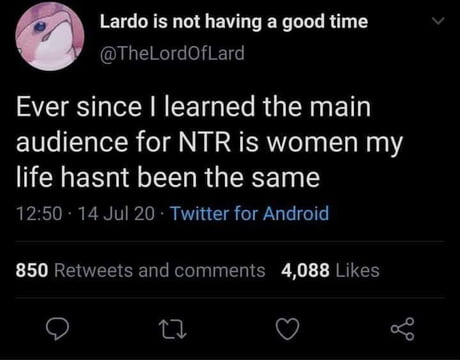 Lardo is not having a good time
@TheLordOfLard
Ever since I learned the main
audience for NTR is women my
life hasnt been the same
12:50 · 14 Jul 20 · Twitter for Android
850 Retweets and comments 4,088 Likes